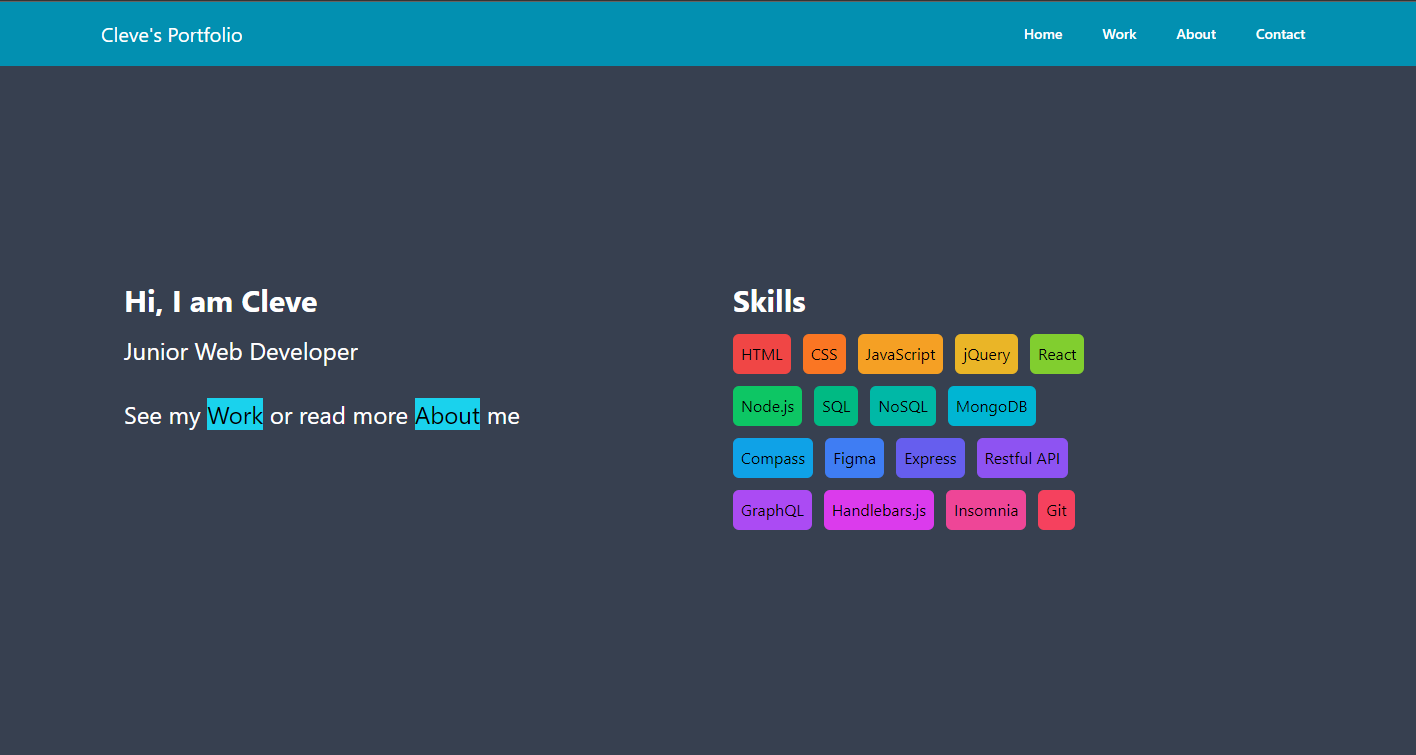 Cleve's Portfolio Home Work About Contact
Hi, I am Cleve
Junior Web Developer
See my Work or read more About me
Skills
HTML CSS JavaScript jQuery React
Node.js SQL NoSQL MongoDB
Compass Figma Express Restful API
GraphQL Handlebars.js Insomnia Git